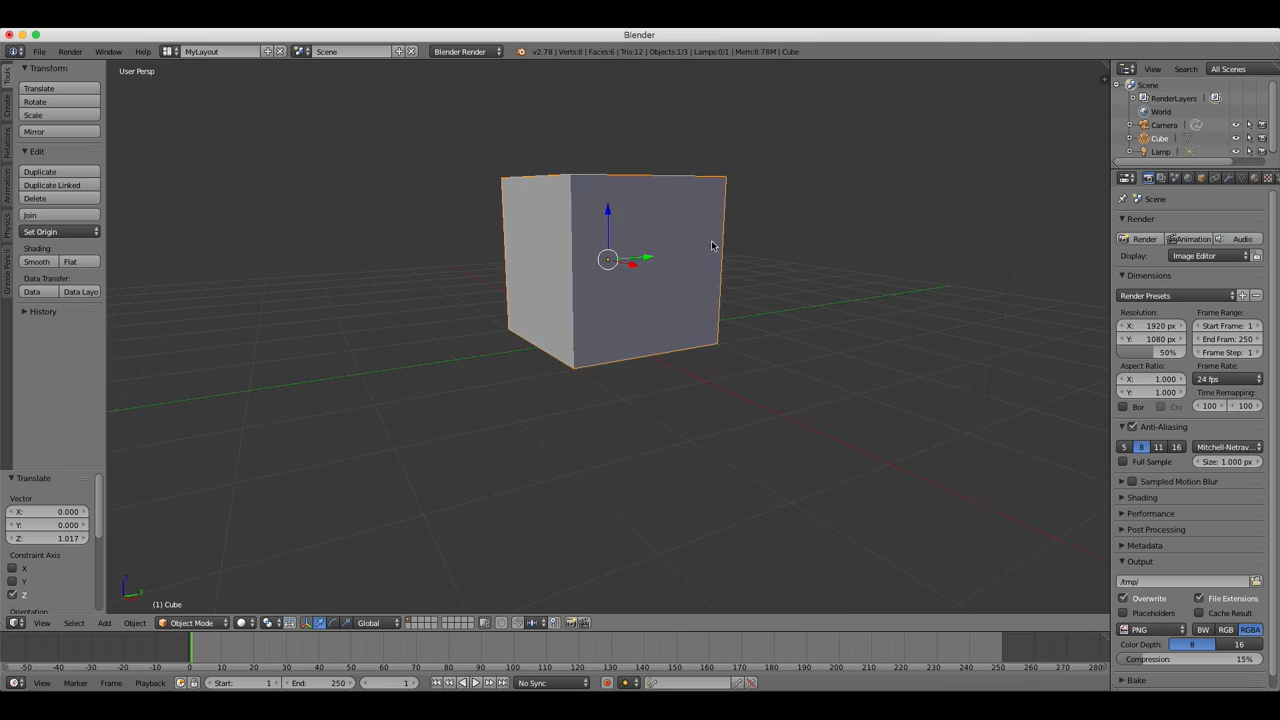 Blender
File Render Window Help MyLayout Scene Blender Render v2.78 | Verts:8 | Faces:6 | Tris:12 | Objects:1/3 | Lamps:0/1 | Mem:8.78M | Cube
Tools
Create
Relations
Animation
Physics
Grease Pencil
Transform
Translate
Rotate
Scale
Mirror
Edit
Duplicate
Duplicate Linked
Delete
Join
Set Origin
Shading:
Smooth Flat
Data Transfer:
Data Data Layo
History
Translate
Vector
X: 0.000
Y: 0.000
Z: 1.017
Constraint Axis
X
Y
Z
Orientation
User Persp
z
y
(1) Cube
View Select Add Object Object Mode Global
View Search All Scenes
Scene
RenderLayers
World
Camera
Cube
Lamp
Scene
Render
Render Animation Audio
Display: Image Editor
Dimensions
Render Presets
Resolution: Frame Range:
X: 1920 px Start Frame: 1
Y: 1080 px End Fram: 250
50% Frame Step: 1
Aspect Ratio: Frame Rate:
X: 1.000 24 fps
Y: 1.000 Time Remapping:
Bor Cro 100 100
Anti-Aliasing
5 8 11 16 Mitchell-Netrav...
Full Sample Size: 1.000 px
Sampled Motion Blur
Shading
Performance
Post Processing
Metadata
Output
/tmp/
Overwrite File Extensions
Placeholders Cache Result
PNG BW RGB RGBA
Color Depth: 8 16
Compression: 15%
Bake
-50 -40 -30 -20 -10 0 10 20 30 40 50 60 70 80 90 100 110 120 130 140 150 160 170 180 190 200 210 220 230 240 250 260 270 280
View Marker Frame Playback Start: 1 End: 250 1 No Sync